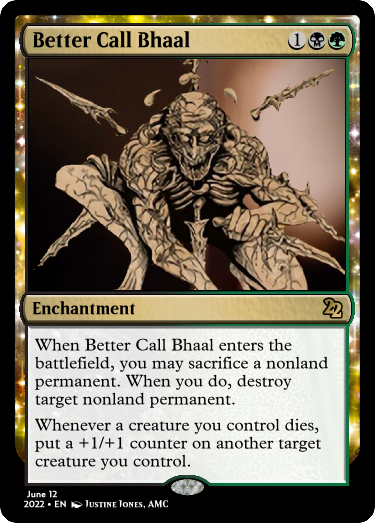 Better Call Bhaal 1
Enchantment
When Better Call Bhaal enters the
battlefield, you may sacrifice a nonland
permanent. When you do, destroy
target nonland permanent.
Whenever a creature you control dies,
put a +1/+1 counter on another target
creature you control.
June 12
2022 • EN Justine Jones, AMC